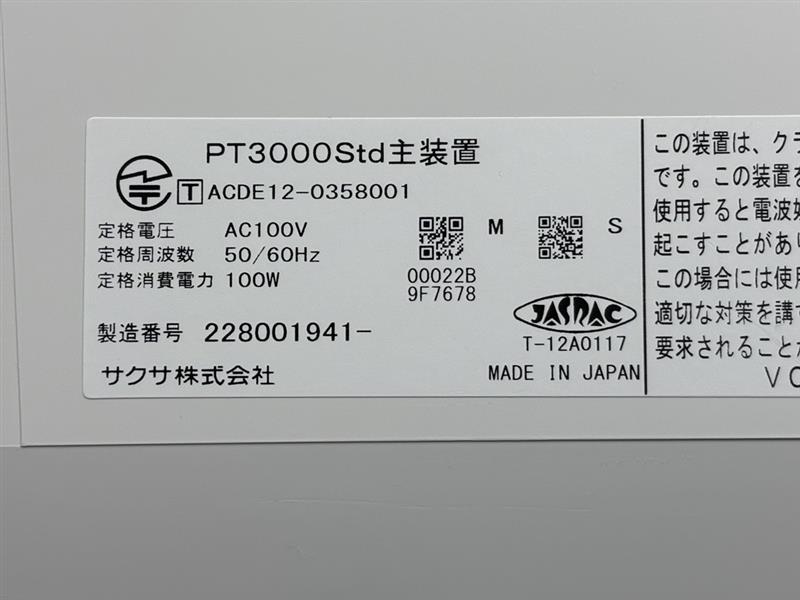 PT3000Std主装置
T ACDE12-0358001
定格電圧 AC100V
定格周波数 50/60Hz
定格消費電力 100W
M
S
00022B
9F7678
製造番号 228001941-
JASRAC
T-12A0117
サクサ株式会社
MADE IN JAPAN
この装置は、クラ
です。この装置を
使用すると電波妨
起こすことがあり
この場合には使用
適切な対策を講ず
要求されることが
VC